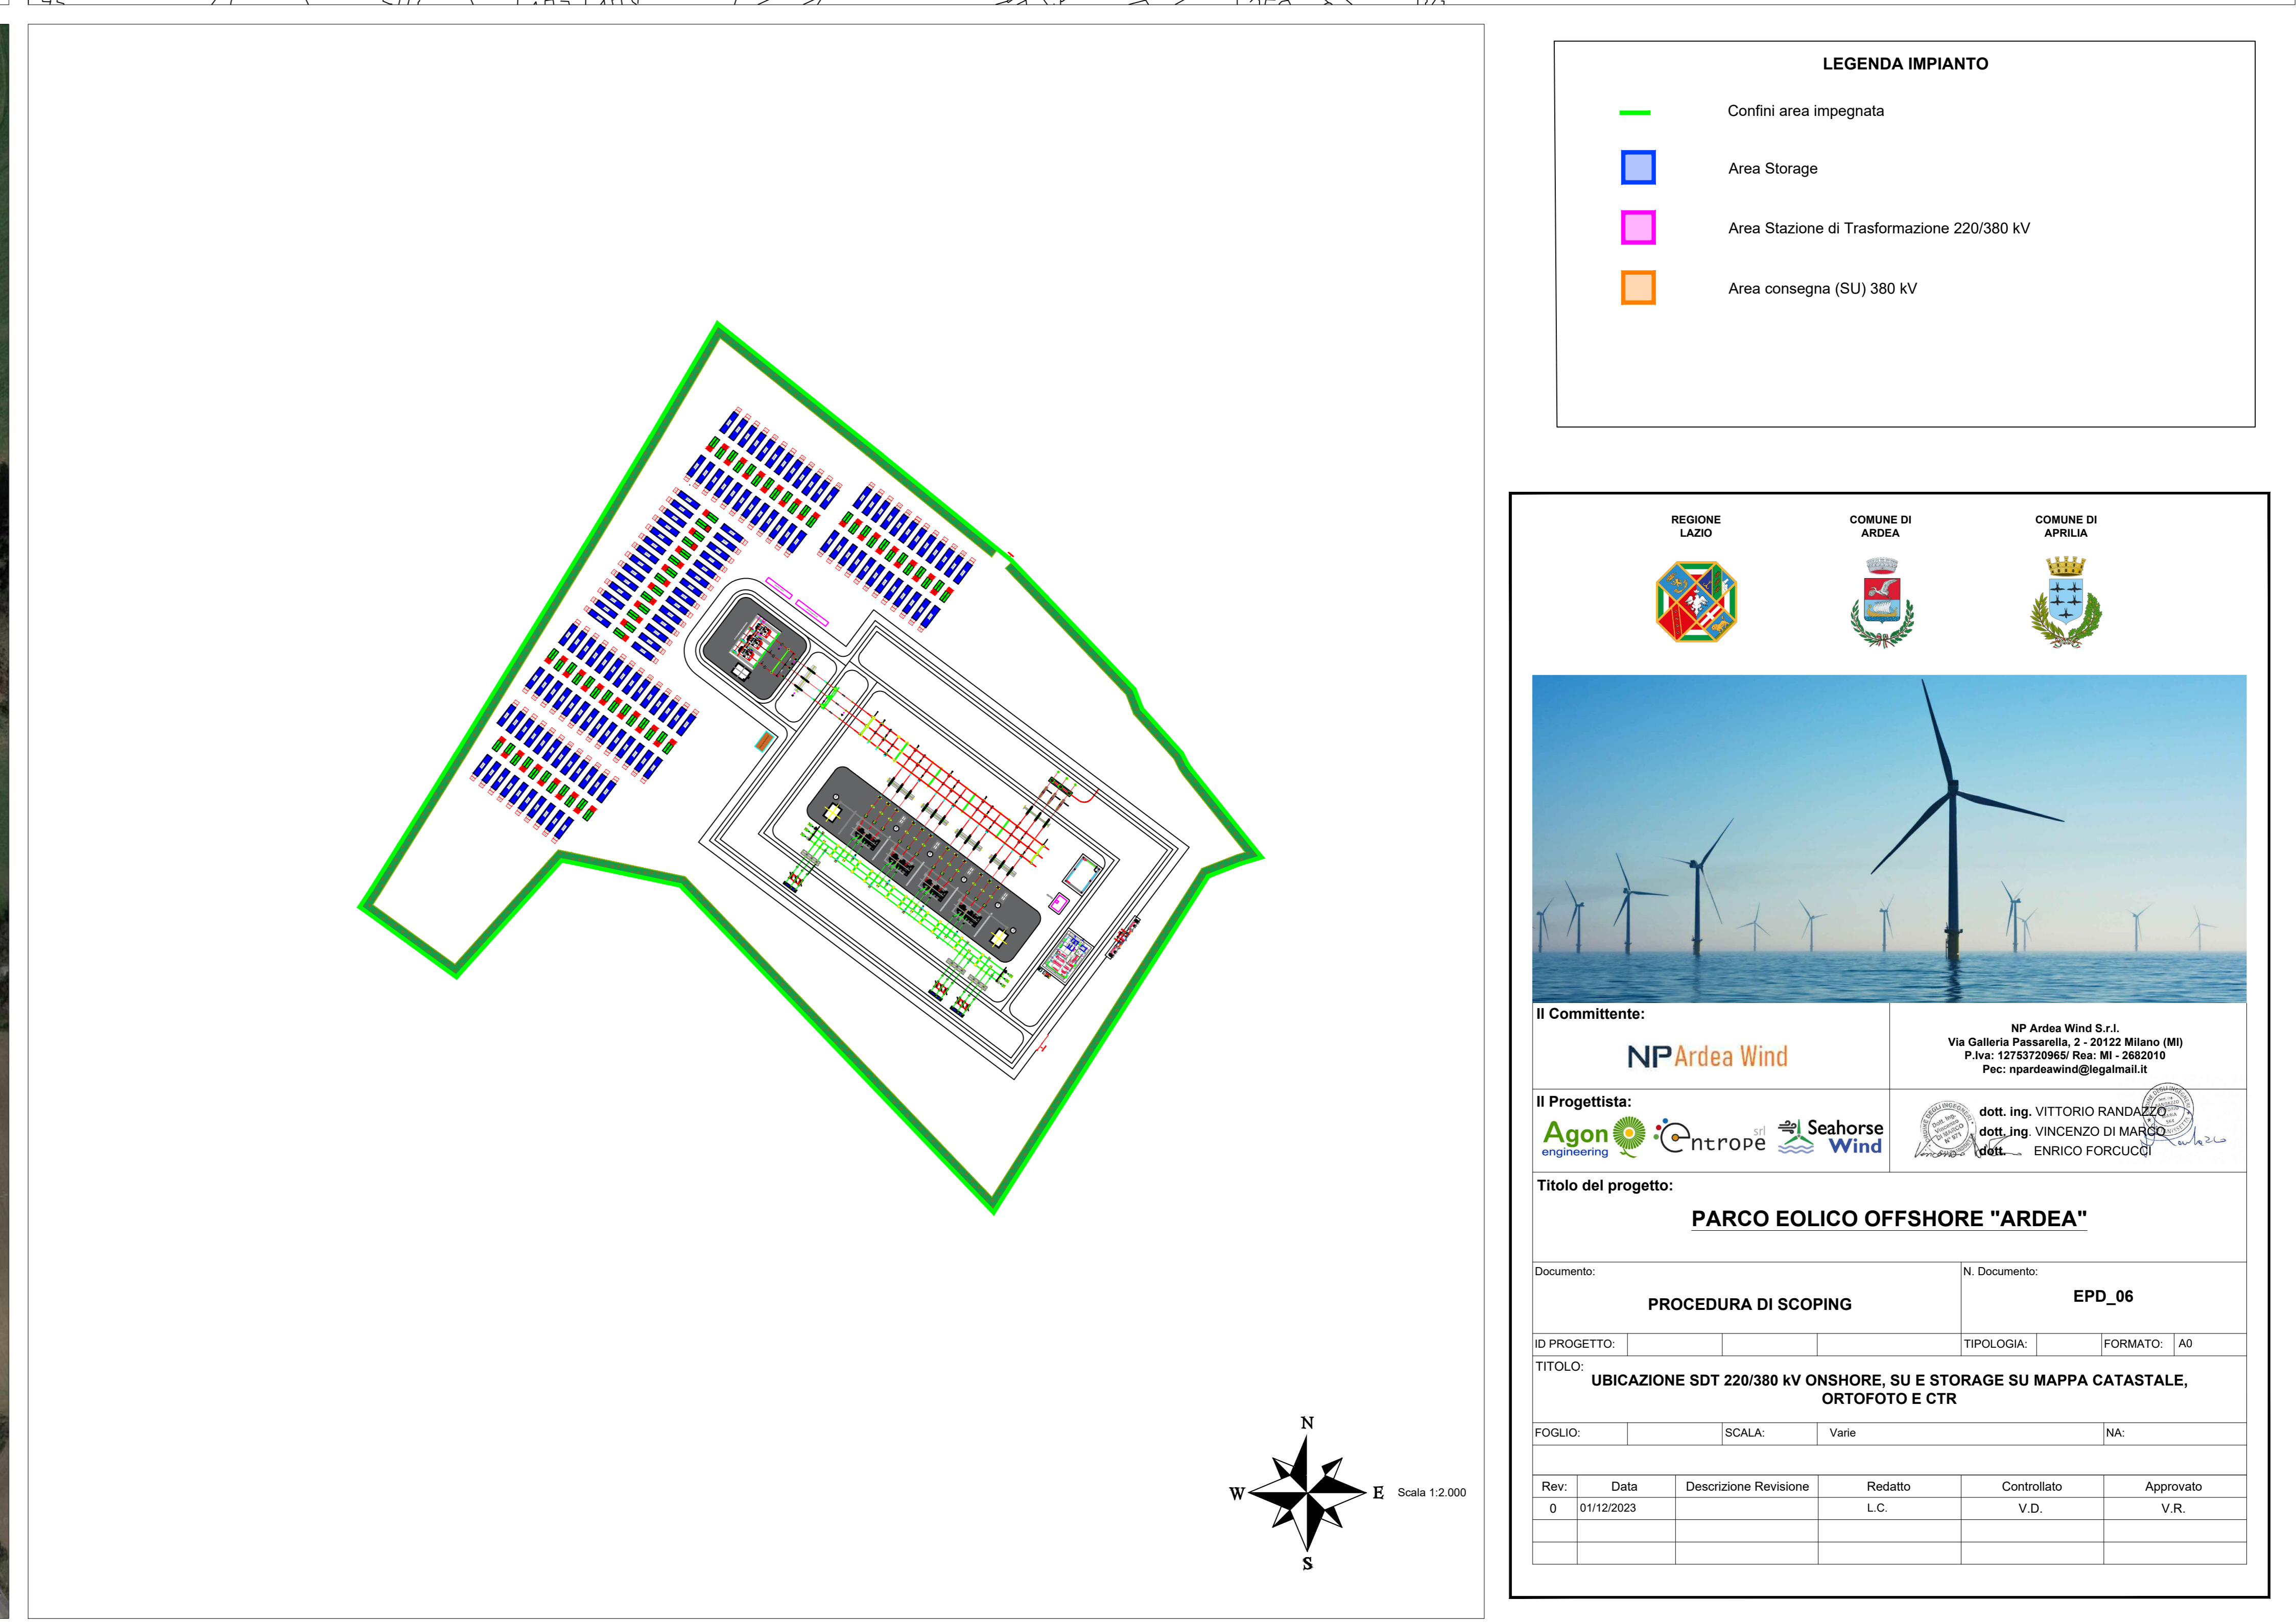 LEGENDA IMPIANTO
Confini area impegnata
Area Storage
Area Stazione di Trasformazione 220/380 kV
Area consegna (SU) 380 kV
N
W
E
S
Scala 1:2.000
REGIONE
LAZIO
COMUNE DI
ARDEA
COMUNE DI
APRILIA
Il Committente:
NP Ardea Wind
NP Ardea Wind S.r.l.
Via Galleria Passarella, 2 - 20122 Milano (MI)
P.Iva: 12753720965/ Rea: MI - 2682010
Pec: npardeawind@legalmail.it
Il Progettista:
Agon
engineering
entrope srl
Seahorse
Wind
dott. ing. VITTORIO RANDAZZO
dott. ing. VINCENZO DI MARCO
dott. ENRICO FORCUCCI
Titolo del progetto:
PARCO EOLICO OFFSHORE "ARDEA"
Documento:
PROCEDURA DI SCOPING
N. Documento:
EPD_06
ID PROGETTO:
TIPOLOGIA:
FORMATO: A0
TITOLO:
UBICAZIONE SDT 220/380 kV ONSHORE, SU E STORAGE SU MAPPA CATASTALE,
ORTOFOTO E CTR
FOGLIO:
SCALA: Varie
NA:
Rev: Data Descrizione Revisione Redatto Controllato Approvato
0 01/12/2023 L.C. V.D. V.R.